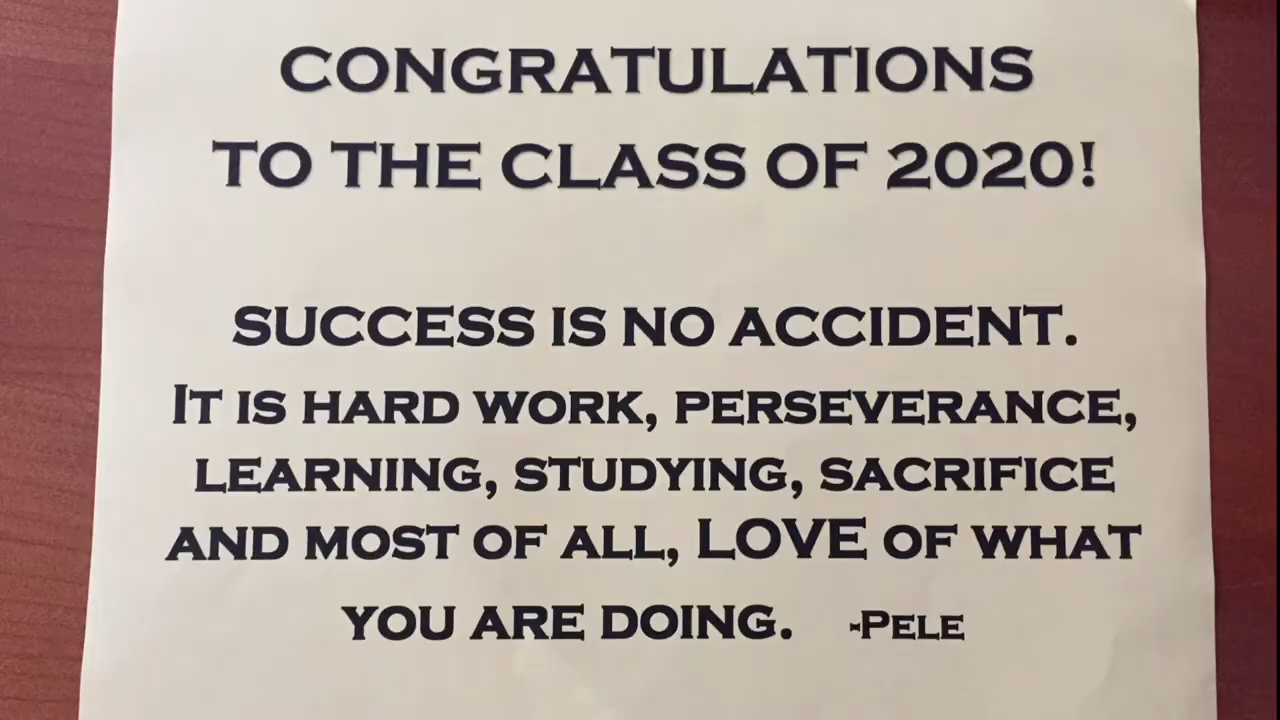 CONGRATULATIONS
TO THE CLASS OF 2020!
SUCCESS IS NO ACCIDENT.
IT IS HARD WORK, PERSEVERANCE,
LEARNING, STUDYING, SACRIFICE
AND MOST OF ALL, LOVE OF WHAT
YOU ARE DOING. -PELE